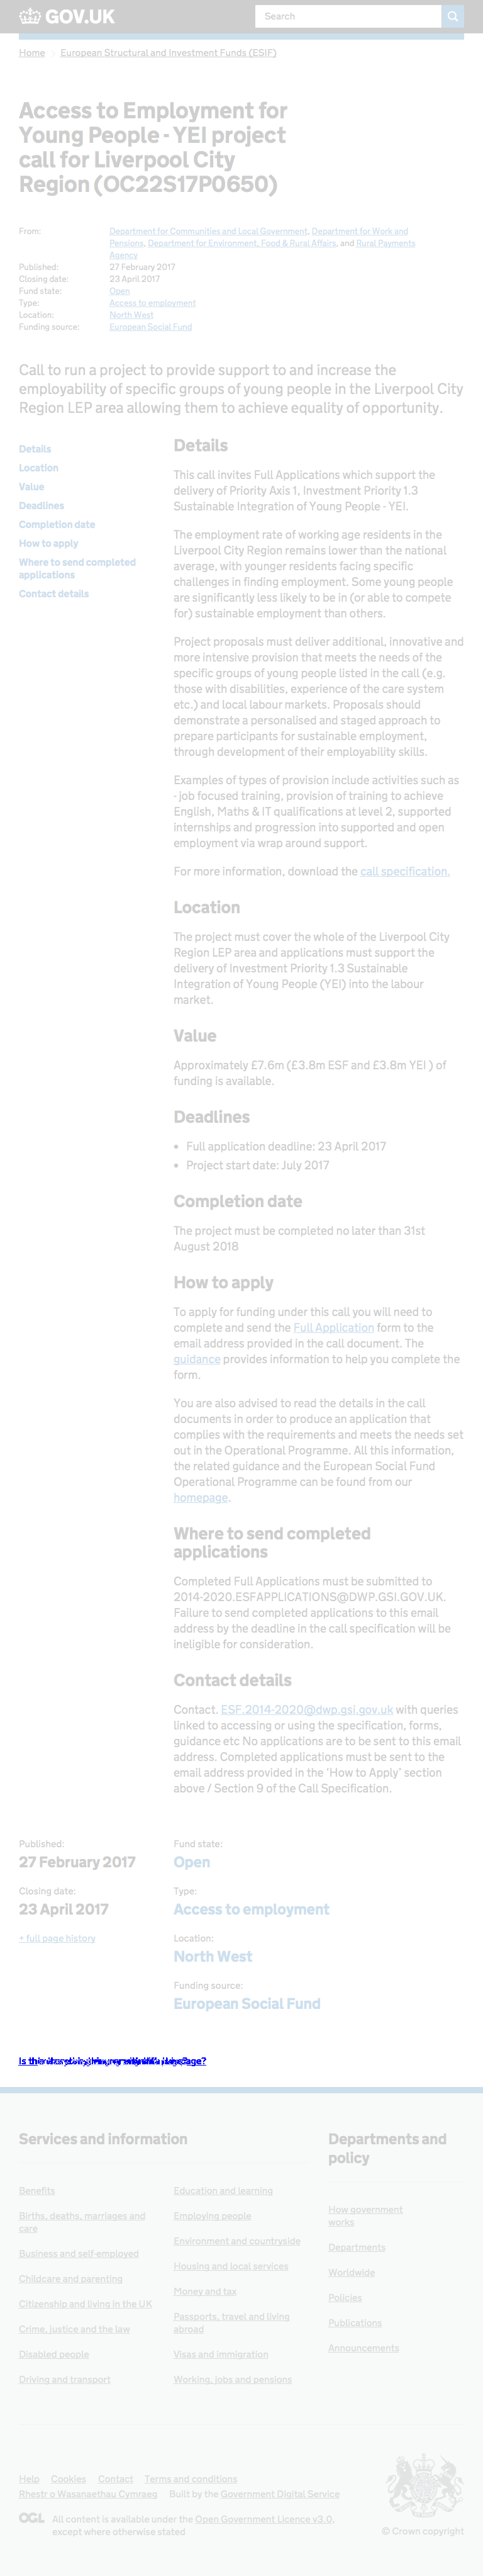 GOV.UK
Search
Home
European Structural and Investment Funds (ESIF)
Access to Employment for
Young People - YEI project
call for Liverpool City
Region (OC22S17P0650)
From:
Department for Communities and Local Government, Department for Work and
Pensions, Department for Environment, Food & Rural Affairs, and Rural Payments
Agency
Published:
27 February 2017
Closing date:
23 April 2017
Fund state:
Open
Type:
Access to employment
Location:
North West
Funding source:
European Social Fund
Call to run a project to provide support to and increase the
employability of specific groups of young people in the Liverpool City
Region LEP area allowing them to achieve equality of opportunity.
Details
Location
Value
Deadlines
Completion date
How to apply
Where to send completed
applications
Contact details
Details
This call invites Full Applications which support the
delivery of Priority Axis 1, Investment Priority 1.3
Sustainable Integration of Young People - YEI.
The employment rate of working age residents in the
Liverpool City Region remains lower than the national
average, with younger residents facing specific
challenges in finding employment. Some young people
are significantly less likely to be in (or able to compete
for) sustainable employment than others.
Project proposals must deliver additional, innovative and
more intensive provision that meets the needs of the
specific groups of young people listed in the call (e.g.
those with disabilities, experience of the care system
etc.) and local labour markets. Proposals should
demonstrate a personalised and staged approach to
prepare participants for sustainable employment,
through development of their employability skills.
Examples of types of provision include activities such as
- job focused training, provision of training to achieve
English, Maths & IT qualifications at level 2, supported
internships and progression into supported and open
employment via wrap around support.
For more information, download the call specification.
Location
The project must cover the whole of the Liverpool City
Region LEP area and applications must support the
delivery of Investment Priority 1.3 Sustainable
Integration of Young People (YEI) into the labour
market.
Value
Approximately £7.6m (£3.8m ESF and £3.8m YEI ) of
funding is available.
Deadlines
• Full application deadline: 23 April 2017
• Project start date: July 2017
Completion date
The project must be completed no later than 31st
August 2018
How to apply
To apply for funding under this call you will need to
complete and send the Full Application form to the
email address provided in the call document. The
guidance provides information to help you complete the
form.
You are also advised to read the details in the call
documents in order to produce an application that
complies with the requirements and meets the needs set
out in the Operational Programme. All this information,
the related guidance and the European Social Fund
Operational Programme can be found from our
homepage.
Where to send completed
applications
Completed Full Applications must be submitted to
2014-2020.ESFAPPLICATIONS@DWP.GSI.GOV.UK.
Failure to send completed applications to this email
address by the deadline in the call specification will be
ineligible for consideration.
Contact details
Contact. ESF.2014-2020@dwp.gsi.gov.uk with queries
linked to accessing or using the specification, forms,
guidance etc No applications are to be sent to this email
address. Completed applications must be sent to the
email address provided in the 'How to Apply' section
above / Section 9 of the Call Specification.
Published:
27 February 2017
Closing date:
23 April 2017
+ full page history
Fund state:
Open
Type:
Access to employment
Location:
North West
Funding source:
European Social Fund
Is this page?
Services and information
Benefits
Births, deaths, marriages and
care
Business and self-employed
Childcare and parenting
Citizenship and living in the UK
Crime, justice and the law
Disabled people
Driving and transport
Education and learning
Employing people
Environment and countryside
Housing and local services
Money and tax
Passports, travel and living
abroad
Visas and immigration
Working, jobs and pensions
Departments and
policy
How government
works
Departments
Worldwide
Policies
Publications
Announcements
Help
Cookies
Contact
Terms and conditions
Rhestr o Wasanaethau Cymraeg
Built by the Government Digital Service
OGL
All content is available under the Open Government Licence v3.0,
except where otherwise stated
© Crown copyright